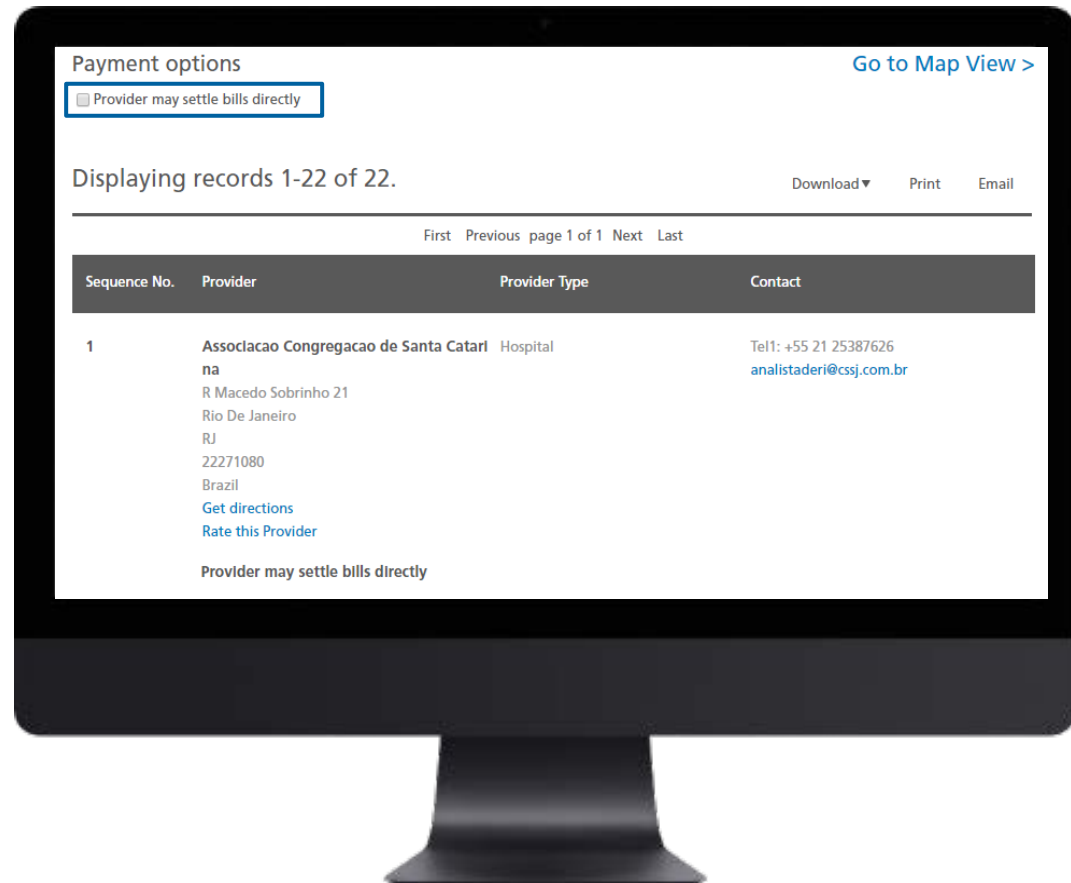 Payment options
Go to Map View >
Provider may settle bills directly
Displaying records 1-22 of 22.
Download▼ Print Email
First Previous page 1 of 1 Next Last
Sequence No. Provider Provider Type Contact
1 Associacao Congregacao de Santa Catari Hospital Tel1: +55 21 25387626
na analistaderi@cssj.com.br
R Macedo Sobrinho 21
Rio De Janeiro
RJ
22271080
Brazil
Get directions
Rate this Provider
Provider may settle bills directly